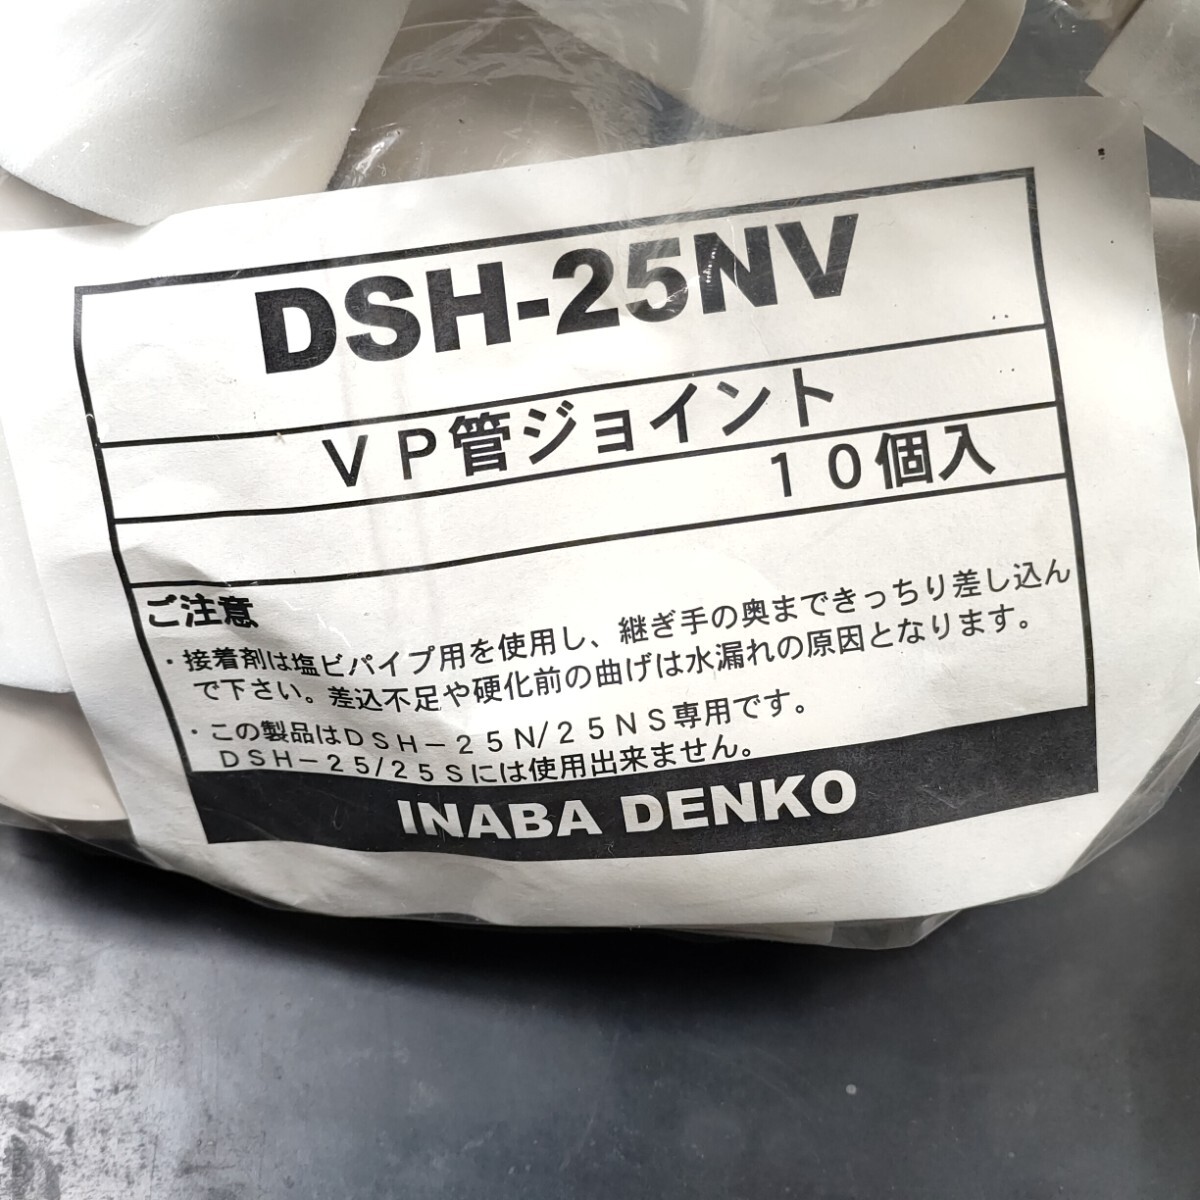 DSH-25NV
VP管ジョイント
10個入
ご注意
・接着剤は塩ビパイプ用を使用し、継ぎ手の奥まできっちり差し込ん
で下さい。差込不足や硬化前の曲げは水漏れの原因となります。
・この製品はDSH-25N/25NS専用です。
DSH-25/25Sには使用出来ません。
INABA DENKO